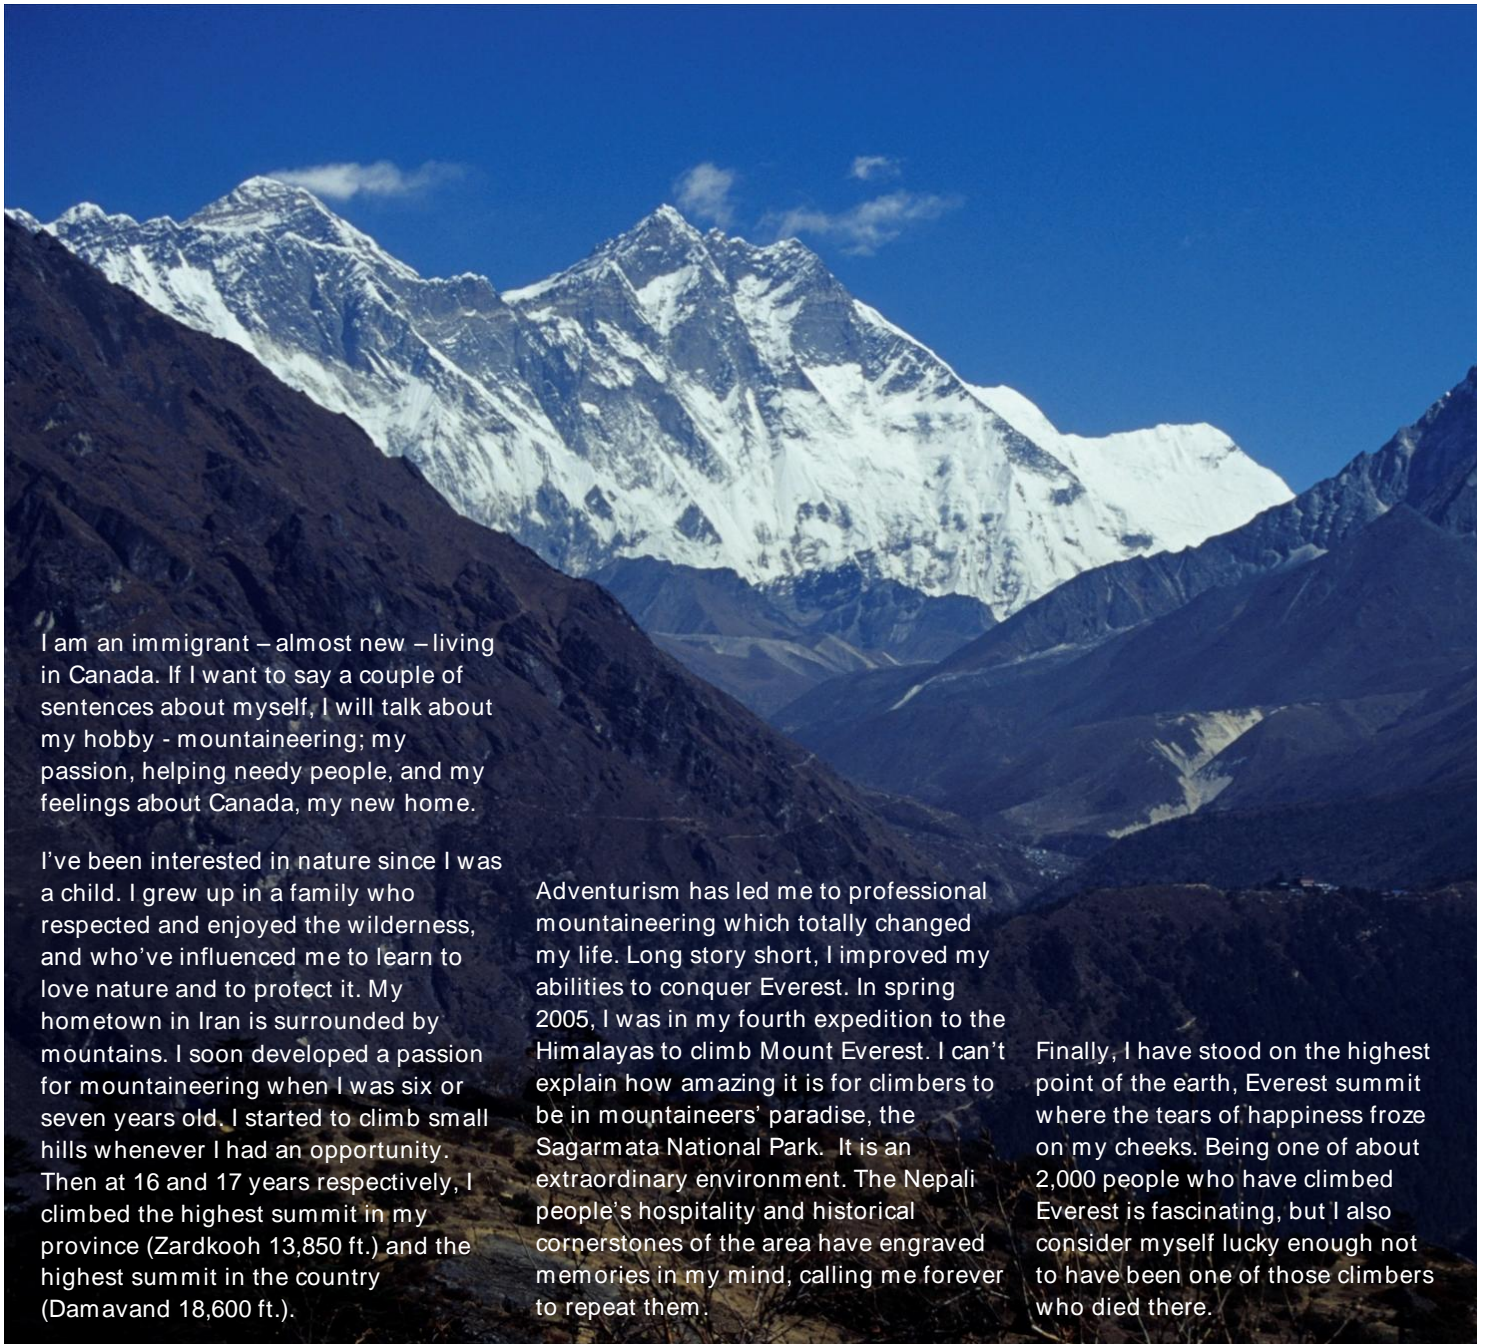 I am an immigrant – almost new – living
in Canada. If I want to say a couple of
sentences about myself, I will talk about
my hobby - mountaineering; my
passion, helping needy people, and my
feelings about Canada, my new home.
I've been interested in nature since I was
a child. I grew up in a family who
respected and enjoyed the wilderness,
and who've influenced me to learn to
love nature and to protect it. My
hometown in Iran is surrounded by
mountains. I soon developed a passion
for mountaineering when I was six or
seven years old. I started to climb small
hills whenever I had an opportunity.
Then at 16 and 17 years respectively, I
climbed the highest summit in my
province (Zardkooh 13,850 ft.) and the
highest summit in the country
(Damavand 18,600 ft.).
Adventurism has led me to professional
mountaineering which totally changed
my life. Long story short, I improved my
abilities to conquer Everest. In spring
2005, I was in my fourth expedition to the
Himalayas to climb Mount Everest. I can't
explain how amazing it is for climbers to
be in mountaineers' paradise, the
Sagarmata National Park.  It is an
extraordinary environment. The Nepali
people's hospitality and historical
cornerstones of the area have engraved
memories in my mind, calling me forever
to repeat them.
Finally, I have stood on the highest
point of the earth, Everest summit
where the tears of happiness froze
on my cheeks. Being one of about
2,000 people who have climbed
Everest is fascinating, but I also
consider myself lucky enough not
to have been one of those climbers
who died there.